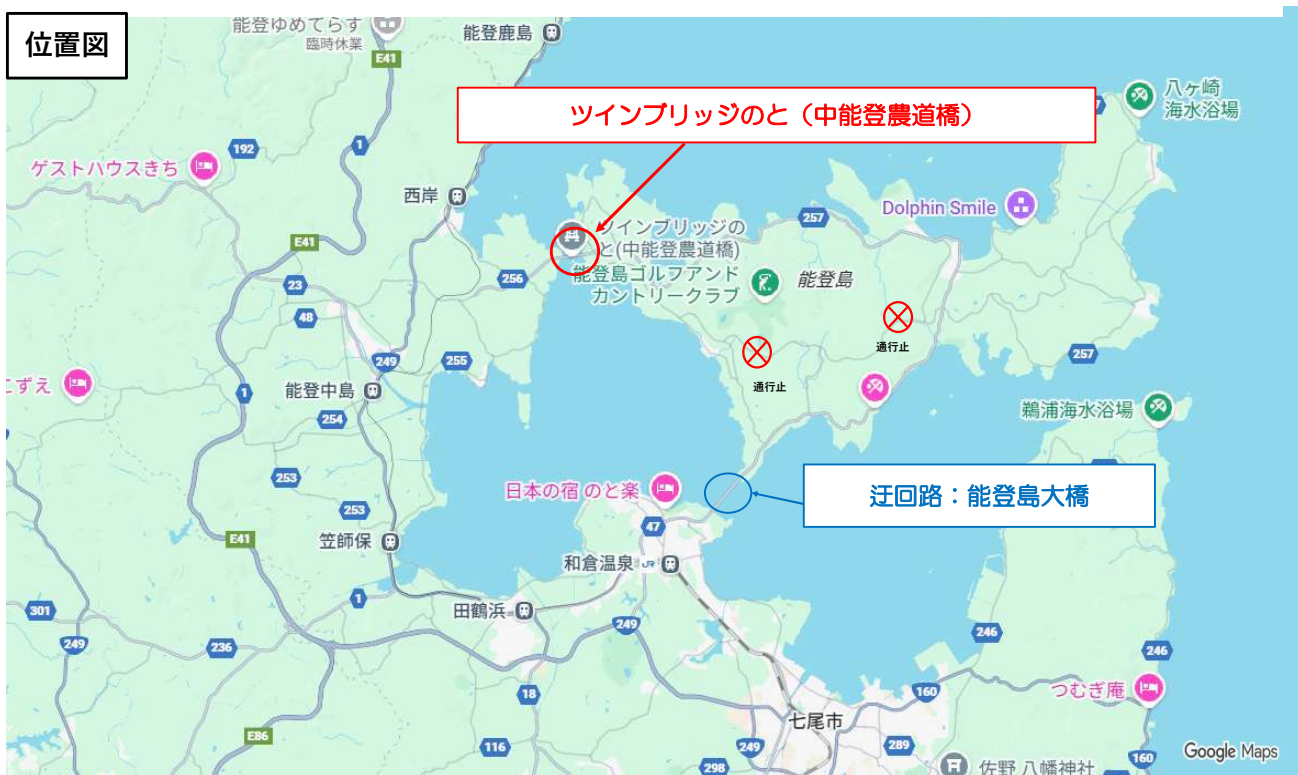 位置図
能登ゆめてらす
臨時休業
能登鹿島
E41
八ヶ崎
海水浴場
ツインブリッジのと（中能登農道橋）
192
1
ゲストハウスきち
西岸
Dolphin Smile
257
ツインブリッジの
と(中能登農道橋)
E41
256
能登島ゴルフアンド
カントリークラブ
能登島
23
48
通行止
通行止
249
255
257
こずえ
1
能登中島
254
鵜浦海水浴場
253
日本の宿 のと楽
迂回路：能登島大橋
253
47
E41
笠師保
和倉温泉
JR
301
1
田鶴浜
249
249
236
246
246
18
160
つむぎ庵
七尾市
E86
116
249
289
298
佐野 八幡神社
160
Google Maps